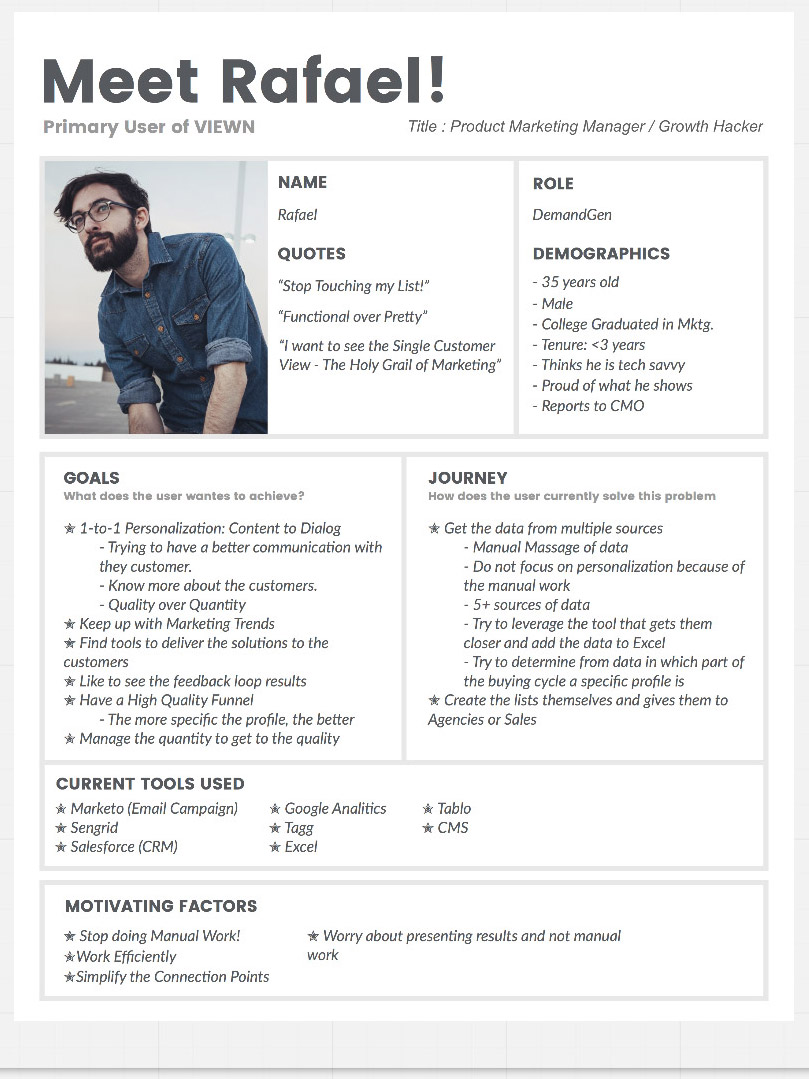 Meet Rafael!
Primary User of VIEWN
Title : Product Marketing Manager / Growth Hacker
NAME
Rafael
QUOTES
“Stop Touching my List!”
“Functional over Pretty”
“I want to see the Single Customer
View - The Holy Grail of Marketing”
ROLE
DemandGen
DEMOGRAPHICS
- 35 years old
- Male
- College Graduated in Mktg.
- Tenure: <3 years
- Thinks he is tech savvy
- Proud of what he shows
- Reports to CMO
GOALS
What does the user wantes to achieve?
★ 1-to-1 Personalization: Content to Dialog
- Trying to have a better communication with
they customer.
- Know more about the customers.
- Quality over Quantity
★ Keep up with Marketing Trends
★ Find tools to deliver the solutions to the
customers
★ Like to see the feedback loop results
★ Have a High Quality Funnel
- The more specific the profile, the better
★ Manage the quantity to get to the quality
JOURNEY
How does the user currently solve this problem
★ Get the data from multiple sources
- Manual Massage of data
- Do not focus on personalization because of
the manual work
- 5+ sources of data
- Try to leverage the tool that gets them
closer and add the data to Excel
- Try to determine from data in which part of
the buying cycle a specific profile is
★ Create the lists themselves and gives them to
Agencies or Sales
CURRENT TOOLS USED
★ Marketo (Email Campaign)
★ Sengrid
★ Salesforce (CRM)
★ Google Analitics
★ Tagg
★ Excel
★ Tablo
★ CMS
MOTIVATING FACTORS
★ Stop doing Manual Work!
★Work Efficiently
★Simplify the Connection Points
★ Worry about presenting results and not manual
work